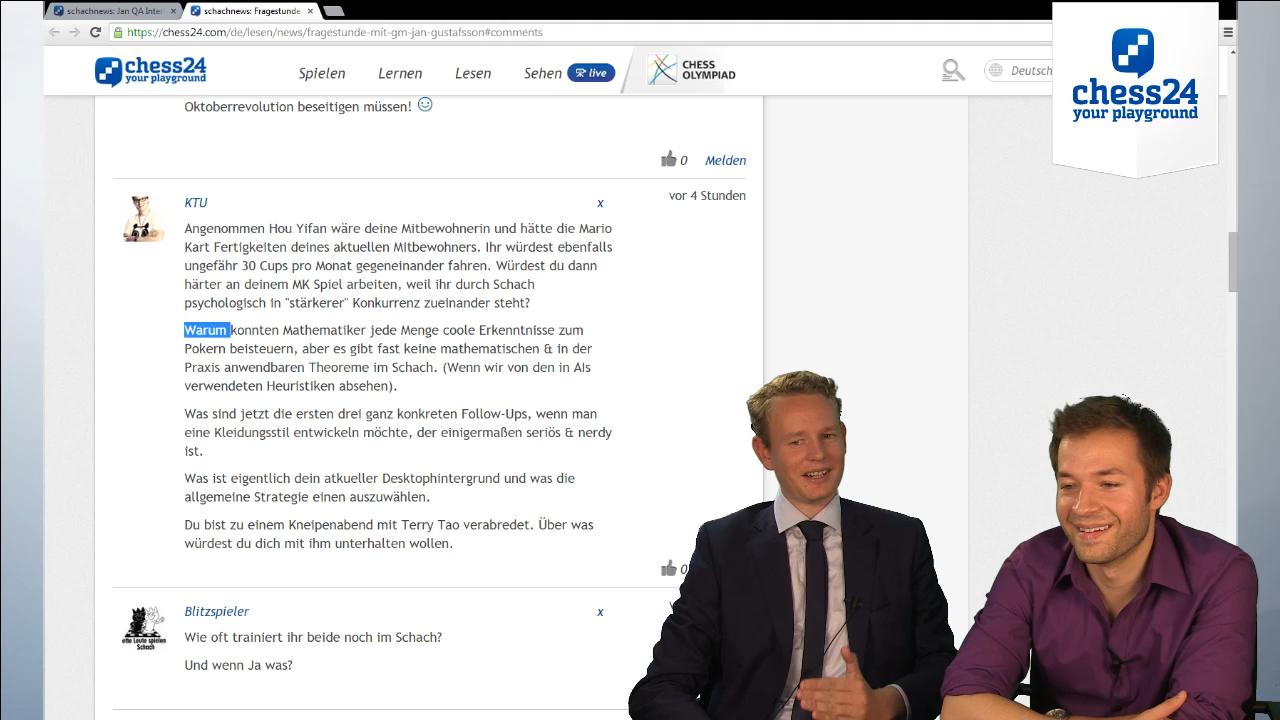 schachnews: Jan QA Inter
schachnews: Fragestunde
https://chess24.com/de/lesen/news/fragestunde-mit-gm-jan-gustafsson#comments
chess24
your playground
Spielen
Lernen
Lesen
Sehen
live
CHESS
OLYMPIAD
Deutsch
chess24
your playground
Oktoberrevolution beseitigen müssen!
0
Melden
KTU
x
vor 4 Stunden
Angenommen Hou Yifan wäre deine Mitbewohnerin und hätte die Mario
Kart Fertigkeiten deines aktuellen Mitbewohners. Ihr würdest ebenfalls
ungefähr 30 Cups pro Monat gegeneinander fahren. Würdest du dann
härter an deinem MK Spiel arbeiten, weil ihr durch Schach
psychologisch in "stärkerer" Konkurrenz zueinander steht?
Warum konnten Mathematiker jede Menge coole Erkenntnisse zum
Pokern beisteuern, aber es gibt fast keine mathematischen & in der
Praxis anwendbaren Theoreme im Schach. (Wenn wir von den in AIs
verwendeten Heuristiken absehen).
Was sind jetzt die ersten drei ganz konkreten Follow-Ups, wenn man
eine Kleidungsstil entwickeln möchte, der einigermaßen seriös & nerdy
ist.
Was ist eigentlich dein atkueller Desktophintergrund und was die
allgemeine Strategie einen auszuwählen.
Du bist zu einem Kneipenabend mit Terry Tao verabredet. Über was
würdest du dich mit ihm unterhalten wollen.
0
Blitzspieler
x
ette Leute spielen
Schach
Wie oft trainiert ihr beide noch im Schach?
Und wenn Ja was?